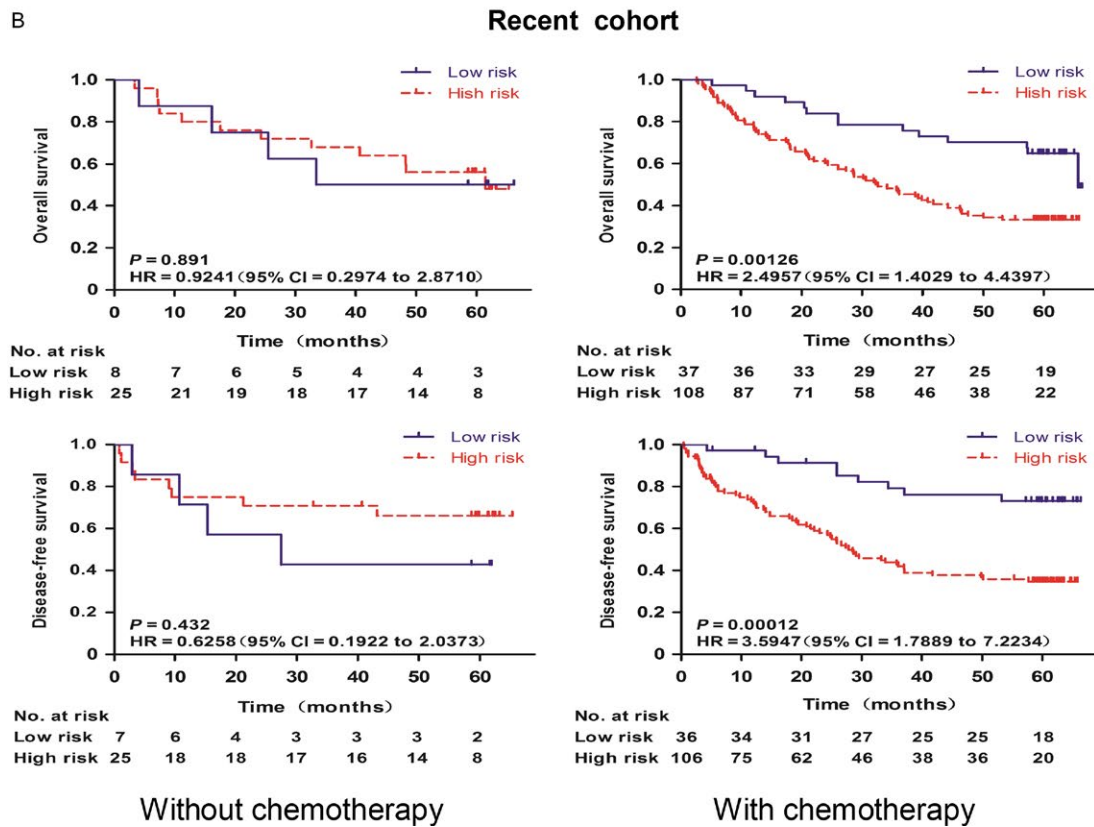 B
Recent cohort
Low risk
Hish risk
1.0
0.8
0.6
0.4
0.2
0
Overall survival
P = 0.891
HR = 0.9241(95% CI = 0.2974 to 2.8710)
0 10 20 30 40 50 60
Time (months)
No. at risk
Low risk 8 7 6 5 4 4 3
High risk 25 21 19 18 17 14 8
Low risk
Hish risk
1.0
0.8
0.6
0.4
0.2
0
Overall survival
P = 0.00126
HR = 2.4957(95% CI = 1.4029 to 4.4397)
0 10 20 30 40 50 60
Time (months)
No. at risk
Low risk 37 36 33 29 27 25 19
High risk 108 87 71 58 46 38 22
Low risk
High risk
1.0
0.8
0.6
0.4
0.2
0
Disease-free survival
P = 0.432
HR = 0.6258(95% CI = 0.1922 to 2.0373)
0 10 20 30 40 50 60
Time (months)
No. at risk
Low risk 7 6 4 3 3 3 2
High risk 25 18 18 17 16 14 8
Low risk
High risk
1.0
0.8
0.6
0.4
0.2
0
Disease-free survival
P = 0.00012
HR = 3.5947(95% CI = 1.7889 to 7.2234)
0 10 20 30 40 50 60
Time (months)
No. at risk
Low risk 36 34 31 27 25 25 18
High risk 106 75 62 46 38 36 20
Without chemotherapy
With chemotherapy